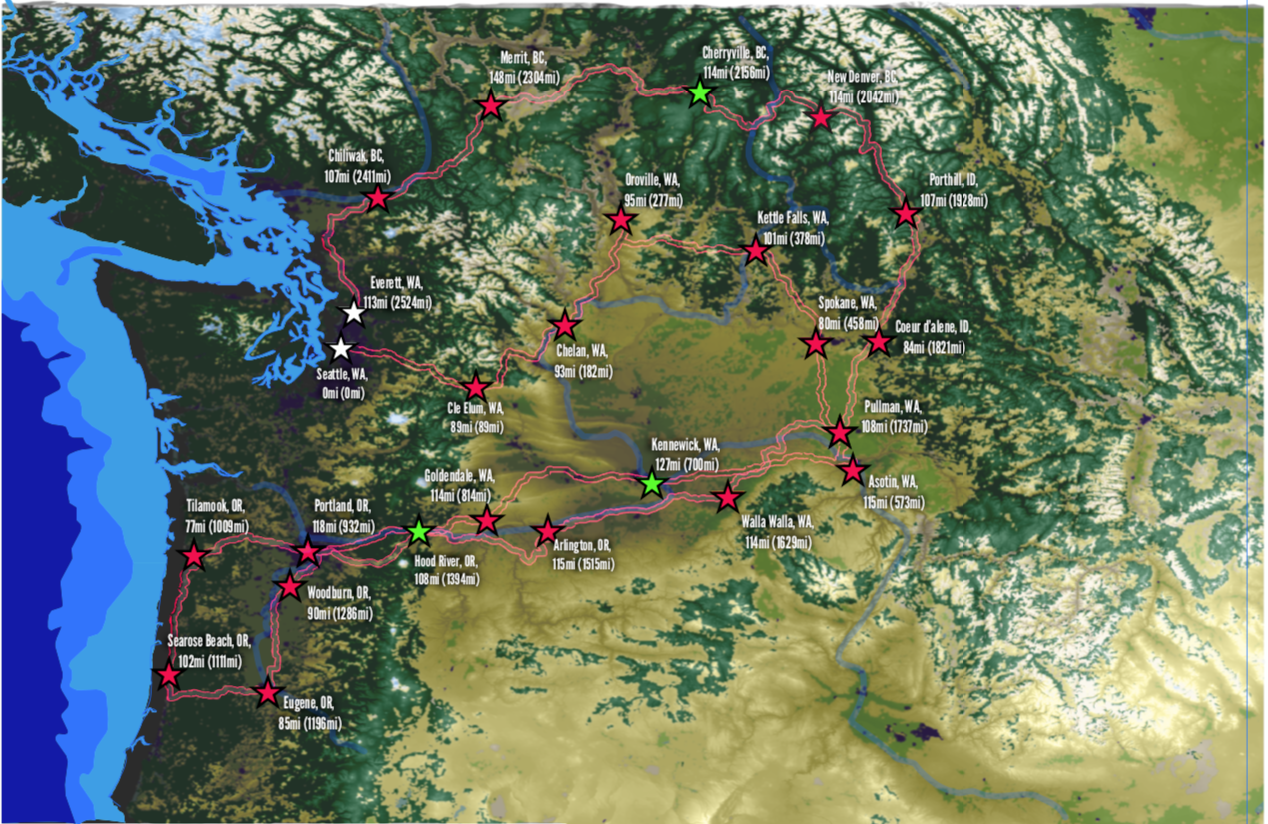 Merrit, BC,
148mi (2304mi)
Cherryville, BC,
114mi (2156mi)
New Denver, BC,
114mi (2042mi)
Chiliwak, BC,
107mi (2411mi)
Oroville, WA,
95mi (277mi)
Porthill, ID,
107mi (1928mi)
Kettle Falls, WA,
101mi (378mi)
Everett, WA,
113mi (2524mi)
Spokane, WA,
80mi (458mi)
Coeur d'alene, ID,
84mi (1821mi)
Chelan, WA,
93mi (182mi)
Seattle, WA,
0mi (0mi)
Cle Elum, WA,
89mi (89mi)
Pullman, WA,
108mi (1737mi)
Kennewick, WA,
127mi (700mi)
Goldendale, WA,
114mi (814mi)
Asotin, WA,
115mi (573mi)
Tilamook, OR,
77mi (1009mi)
Portland, OR,
118mi (932mi)
Walla Walla, WA,
114mi (1629mi)
Arlington, OR,
115mi (1515mi)
Hood River, OR,
108mi (1394mi)
Woodburn, OR,
90mi (1286mi)
Searose Beach, OR,
102mi (1111mi)
Eugene, OR,
85mi (1196mi)